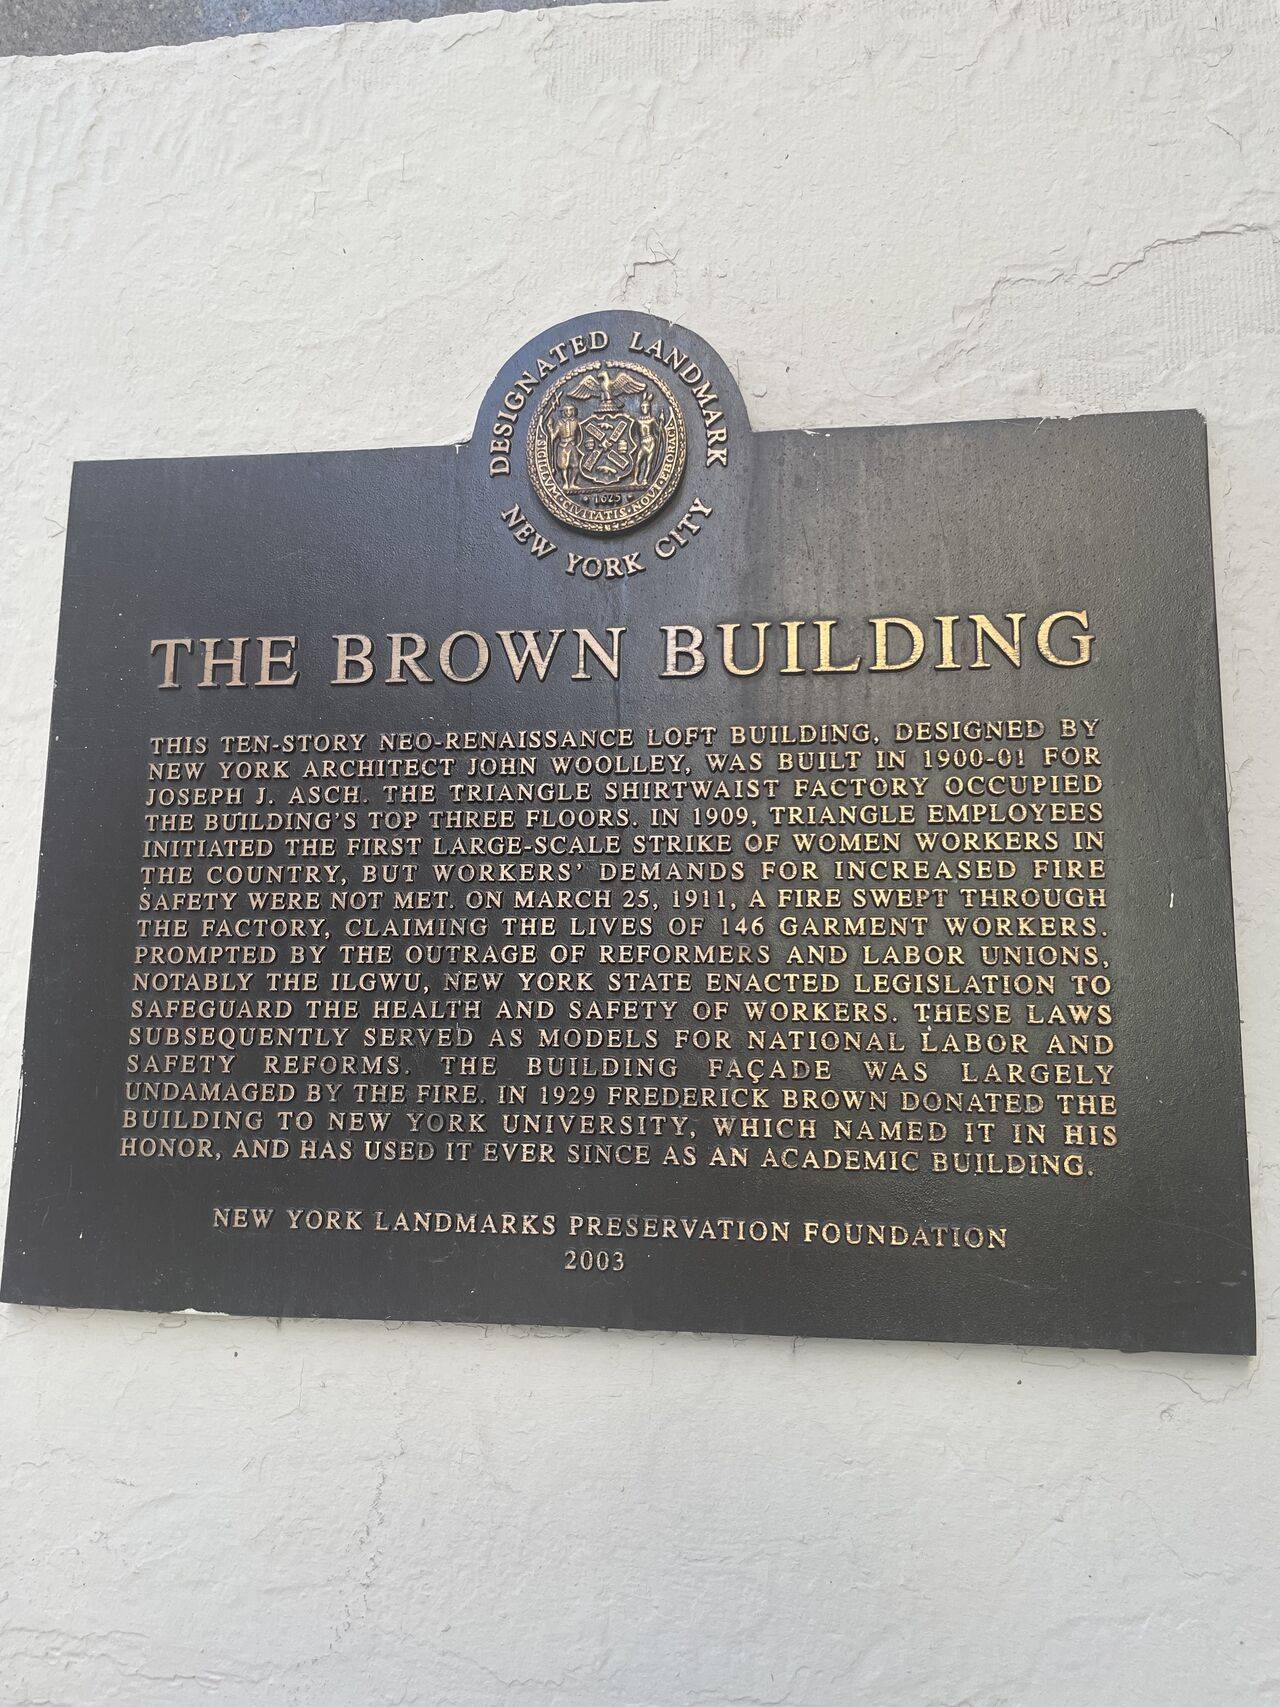 DESIGNATED LANDMARK
NEW YORK CITY
SIGILLVM CIVITATIS NOVI EBORACI
1625
THE BROWN BUILDING
THIS TEN-STORY NEO-RENAISSANCE LOFT BUILDING, DESIGNED BY
NEW YORK ARCHITECT JOHN WOOLLEY, WAS BUILT IN 1900-01 FOR
JOSEPH J. ASCH. THE TRIANGLE SHIRTWAIST FACTORY OCCUPIED
THE BUILDING'S TOP THREE FLOORS. IN 1909, TRIANGLE EMPLOYEES
INITIATED THE FIRST LARGE-SCALE STRIKE OF WOMEN WORKERS IN
THE COUNTRY, BUT WORKERS' DEMANDS FOR INCREASED FIRE
SAFETY WERE NOT MET. ON MARCH 25, 1911, A FIRE SWEPT THROUGH
THE FACTORY, CLAIMING THE LIVES OF 146 GARMENT WORKERS.
PROMPTED BY THE OUTRAGE OF REFORMERS AND LABOR UNIONS,
NOTABLY THE ILGWU, NEW YORK STATE ENACTED LEGISLATION TO
SAFEGUARD THE HEALTH AND SAFETY OF WORKERS. THESE LAWS
SUBSEQUENTLY SERVED AS MODELS FOR NATIONAL LABOR AND
SAFETY REFORMS. THE BUILDING FAÇADE WAS LARGELY
UNDAMAGED BY THE FIRE. IN 1929 FREDERICK BROWN DONATED THE
BUILDING TO NEW YORK UNIVERSITY, WHICH NAMED IT IN HIS
HONOR, AND HAS USED IT EVER SINCE AS AN ACADEMIC BUILDING.
NEW YORK LANDMARKS PRESERVATION FOUNDATION
2003